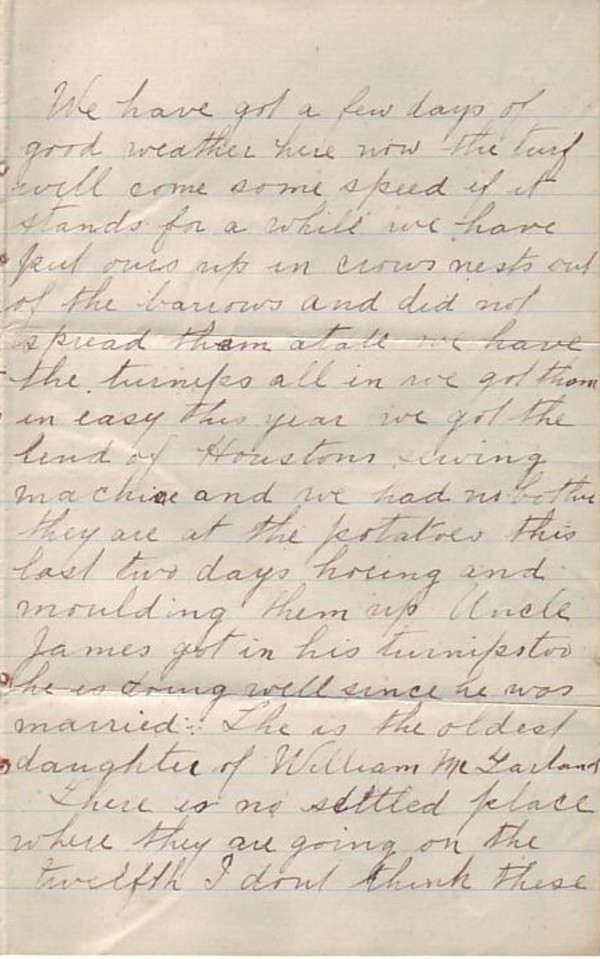 We have got a few days of
good weather here now the turf
will come some speed if it
stands for a while we have
put ours up in crows nests out
of the barrows and did not
spread them atall we have
the turnips all in we got them
in easy this year we got the
lend of Houstons sewing
machine and we had no bother
they are at the potatoes this
last two days hoeing and
moulding them up Uncle
James got in his turnips too
he is doing well since he was
married. She is the oldest
daughter of William Mc Garland
There is no settled place
where they are going on the
twelfth I dont think these